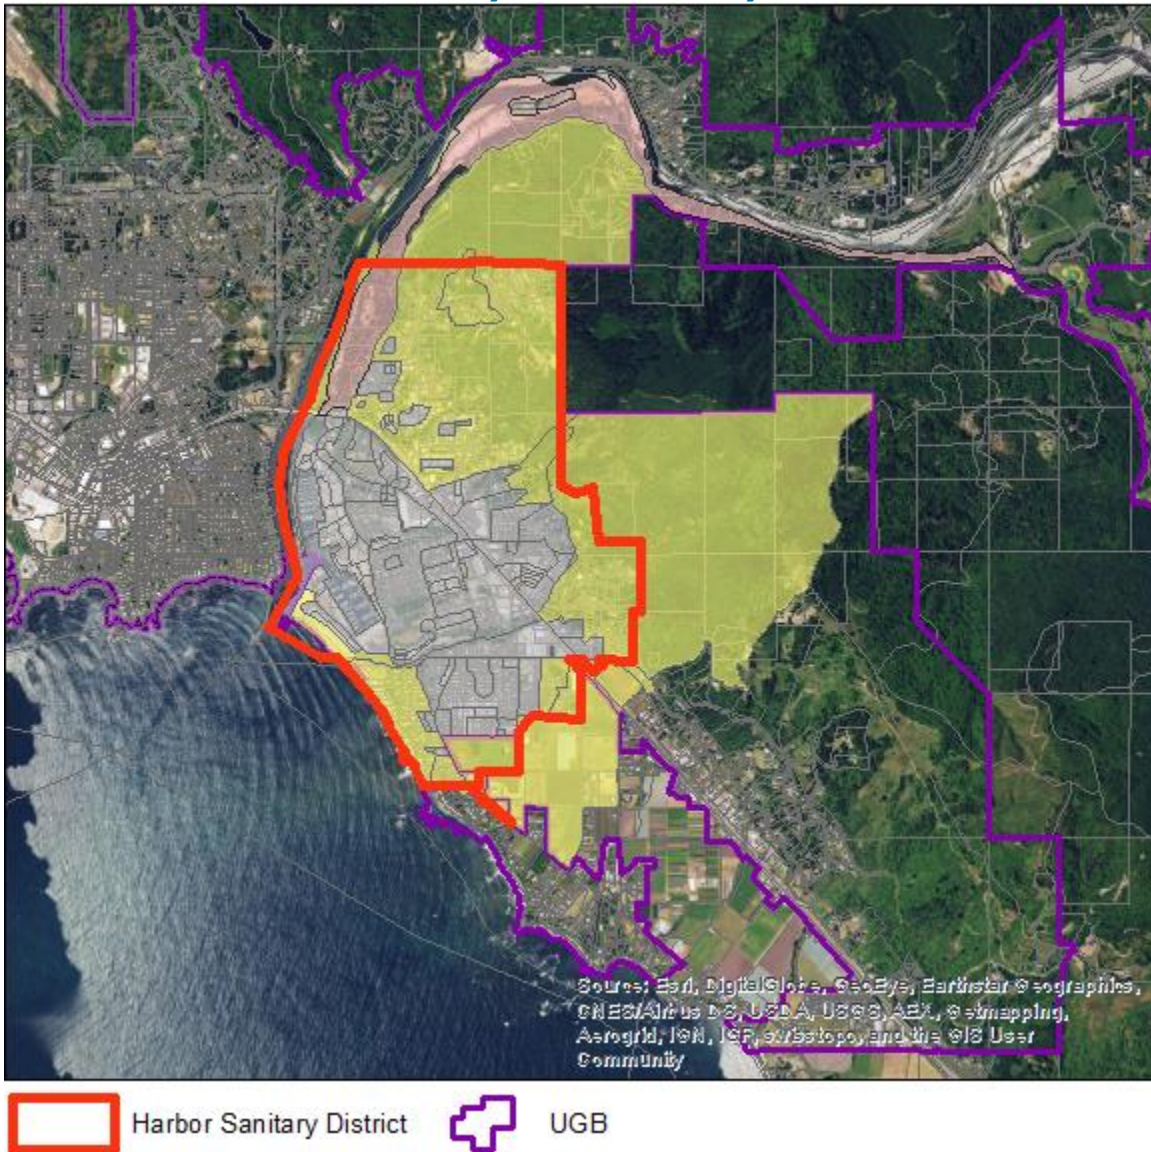 Source: Esri, DigitalGlobe, GeoEye, Earthstar Geographics,
CNES/Airbus DS, USDA, USGS, AEX, Getmapping,
Aerogrid, IGN, IGP, swisstopo, and the GIS User
Community
Harbor Sanitary District
UGB